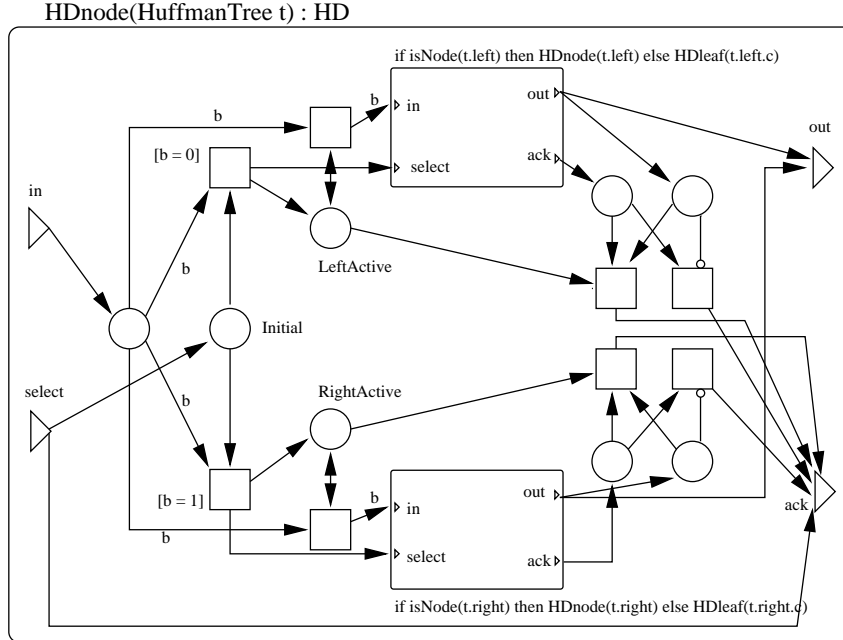 HDnode(HuffmanTree t) : HD
if isNode(t.left) then HDnode(t.left) else HDleaf(t.left.c)
b
out
b
in
out
[b = 0]
ack
select
in
b
LeftActive
Initial
select
RightActive
b
b
out
[b = 1]
in
ack
b
select
ack
if isNode(t.right) then HDnode(t.right) else HDleaf(t.right.c)